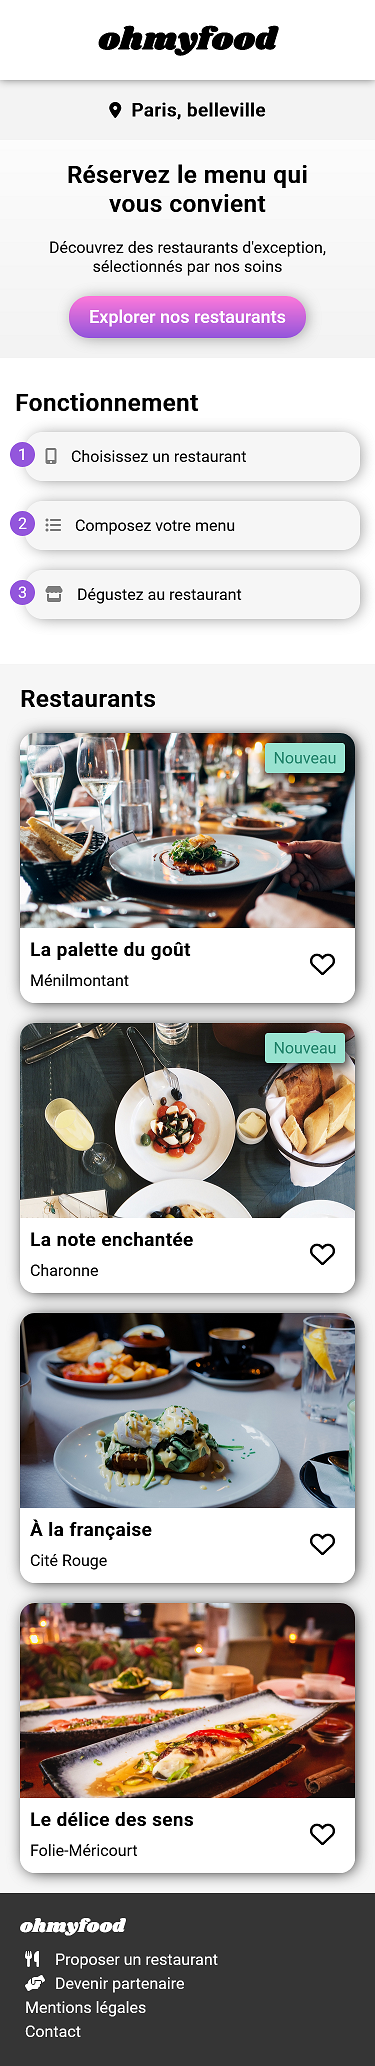 ohmyfood
Paris, belleville
Réservez le menu qui
vous convient
Découvrez des restaurants d'exception,
sélectionnés par nos soins
Explorer nos restaurants
Fonctionnement
1 Choisissez un restaurant
2 Composez votre menu
3 Dégustez au restaurant
Restaurants
Nouveau
La palette du goût
Ménilmontant
Nouveau
La note enchantée
Charonne
À la française
Cité Rouge
Le délice des sens
Folie-Méricourt
ohmyfood
Proposer un restaurant
Devenir partenaire
Mentions légales
Contact